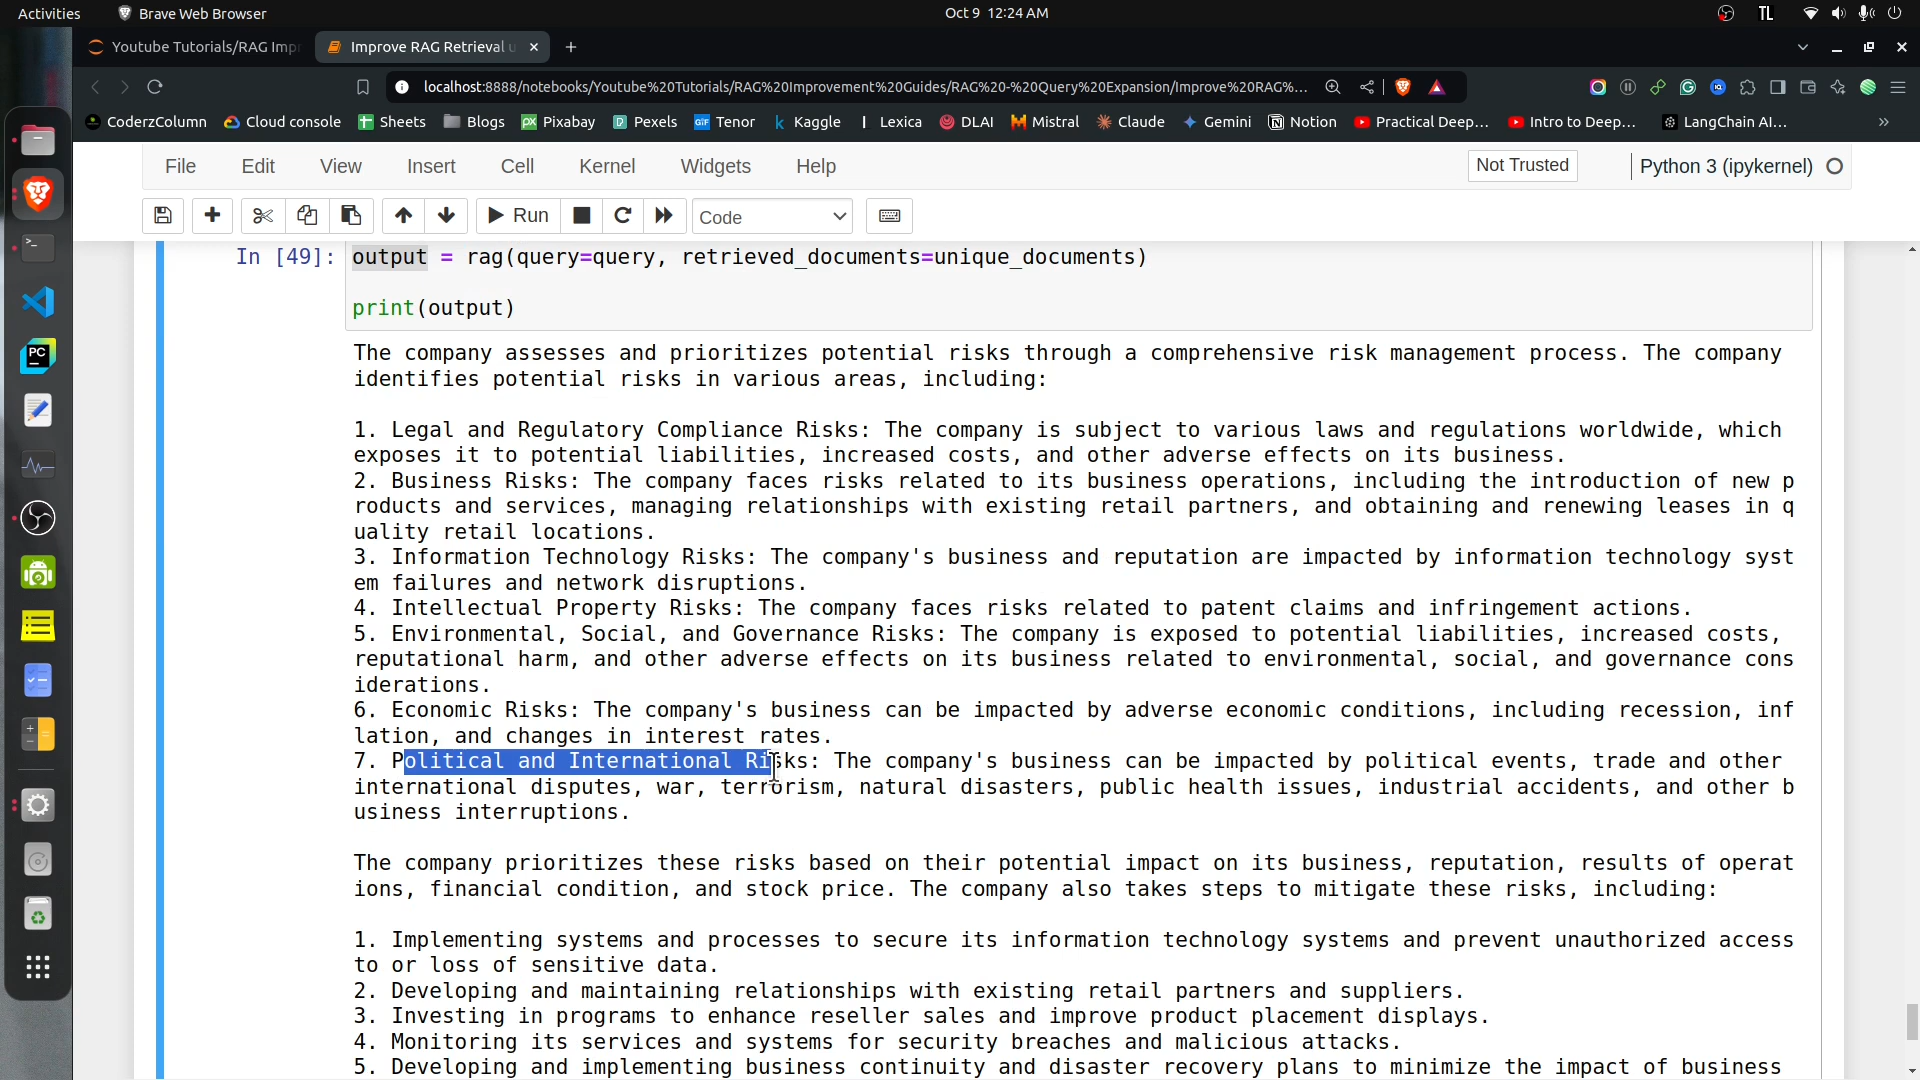 Activities
Brave Web Browser
Oct 9 12:24 AM
TL
Youtube Tutorials/RAG Imp
Improve RAG Retrieval u
localhost:8888/notebooks/Youtube%20Tutorials/RAG%20Improvement%20Guides/RAG%20-%20Query%20Expansion/Improve%20RAG%...
CoderzColumn
Cloud console
Sheets
Blogs
Pixabay
Pexels
Tenor
Kaggle
Lexica
DLAI
Mistral
Claude
Gemini
Notion
Practical Deep...
Intro to Deep...
LangChain AI...
File Edit View Insert Cell Kernel Widgets Help
Not Trusted
Python 3 (ipykernel)
Run
Code
In [49]: output = rag(query=query, retrieved_documents=unique_documents)
print(output)
The company assesses and prioritizes potential risks through a comprehensive risk management process. The company
identifies potential risks in various areas, including:
1. Legal and Regulatory Compliance Risks: The company is subject to various laws and regulations worldwide, which
exposes it to potential liabilities, increased costs, and other adverse effects on its business.
2. Business Risks: The company faces risks related to its business operations, including the introduction of new p
roducts and services, managing relationships with existing retail partners, and obtaining and renewing leases in q
uality retail locations.
3. Information Technology Risks: The company's business and reputation are impacted by information technology syst
em failures and network disruptions.
4. Intellectual Property Risks: The company faces risks related to patent claims and infringement actions.
5. Environmental, Social, and Governance Risks: The company is exposed to potential liabilities, increased costs,
reputational harm, and other adverse effects on its business related to environmental, social, and governance cons
iderations.
6. Economic Risks: The company's business can be impacted by adverse economic conditions, including recession, inf
lation, and changes in interest rates.
7. Political and International Risks: The company's business can be impacted by political events, trade and other
international disputes, war, terrorism, natural disasters, public health issues, industrial accidents, and other b
usiness interruptions.
The company prioritizes these risks based on their potential impact on its business, reputation, results of operat
ions, financial condition, and stock price. The company also takes steps to mitigate these risks, including:
1. Implementing systems and processes to secure its information technology systems and prevent unauthorized access
to or loss of sensitive data.
2. Developing and maintaining relationships with existing retail partners and suppliers.
3. Investing in programs to enhance reseller sales and improve product placement displays.
4. Monitoring its services and systems for security breaches and malicious attacks.
5. Developing and implementing business continuity and disaster recovery plans to minimize the impact of business